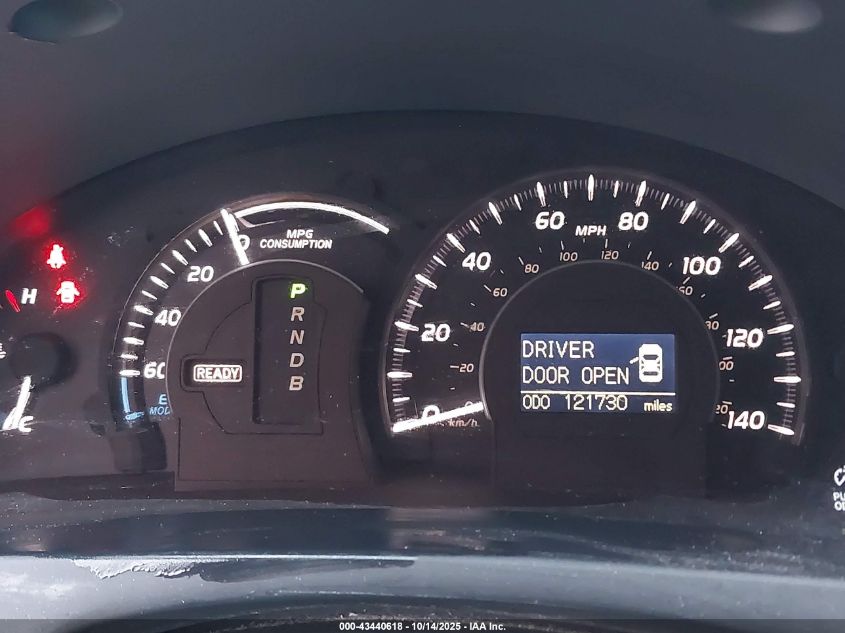 MPG
CONSUMPTION
0
20
40
60
READY
P
R
N
D
B
H
C
0
20
40
60
80
100
120
140
MPH
km/h
20
40
60
80
100
120
140
DRIVER
DOOR OPEN
ODO 121730 miles
000-43440618 - 10/14/2025 - IAA Inc.